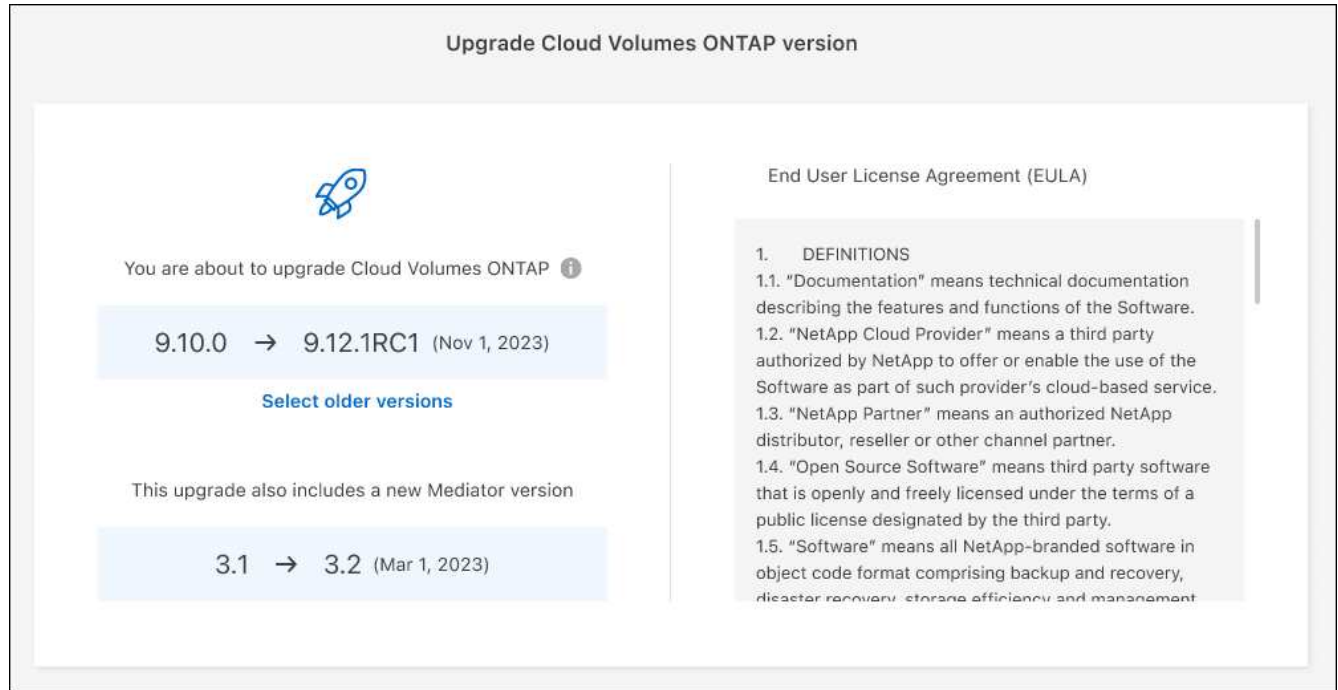 Upgrade Cloud Volumes ONTAP version
You are about to upgrade Cloud Volumes ONTAP
9.10.0 → 9.12.1RC1 (Nov 1, 2023)
Select older versions
This upgrade also includes a new Mediator version
3.1 → 3.2 (Mar 1, 2023)
End User License Agreement (EULA)
1. DEFINITIONS
1.1. “Documentation” means technical documentation
describing the features and functions of the Software.
1.2. “NetApp Cloud Provider” means a third party
authorized by NetApp to offer or enable the use of the
Software as part of such provider’s cloud-based service.
1.3. “NetApp Partner” means an authorized NetApp
distributor, reseller or other channel partner.
1.4. “Open Source Software” means third party software
that is openly and freely licensed under the terms of a
public license designated by the third party.
1.5. “Software” means all NetApp-branded software in
object code format comprising backup and recovery,
disaster recovery, storage efficiency and management